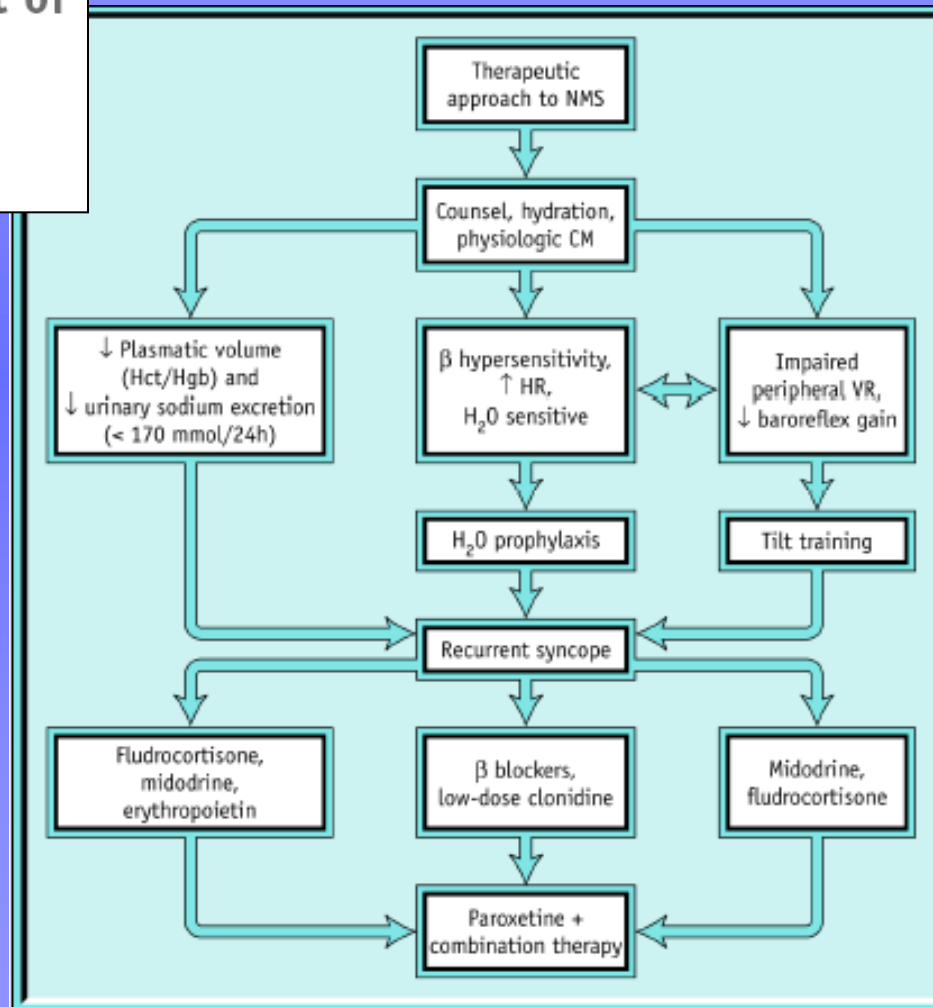 t of
Therapeutic
approach to NMS
Counsel, hydration,
physiologic CM
↓ Plasmatic volume
(Hct/Hgb) and
↓ urinary sodium excretion
(< 170 mmol/24h)
β hypersensitivity,
↑ HR,
H₂O sensitive
Impaired
peripheral VR,
↓ baroreflex gain
H₂O prophylaxis
Tilt training
Recurrent syncope
Fludrocortisone,
midodrine,
erythropoietin
β blockers,
low-dose clonidine
Midodrine,
fludrocortisone
Paroxetine +
combination therapy